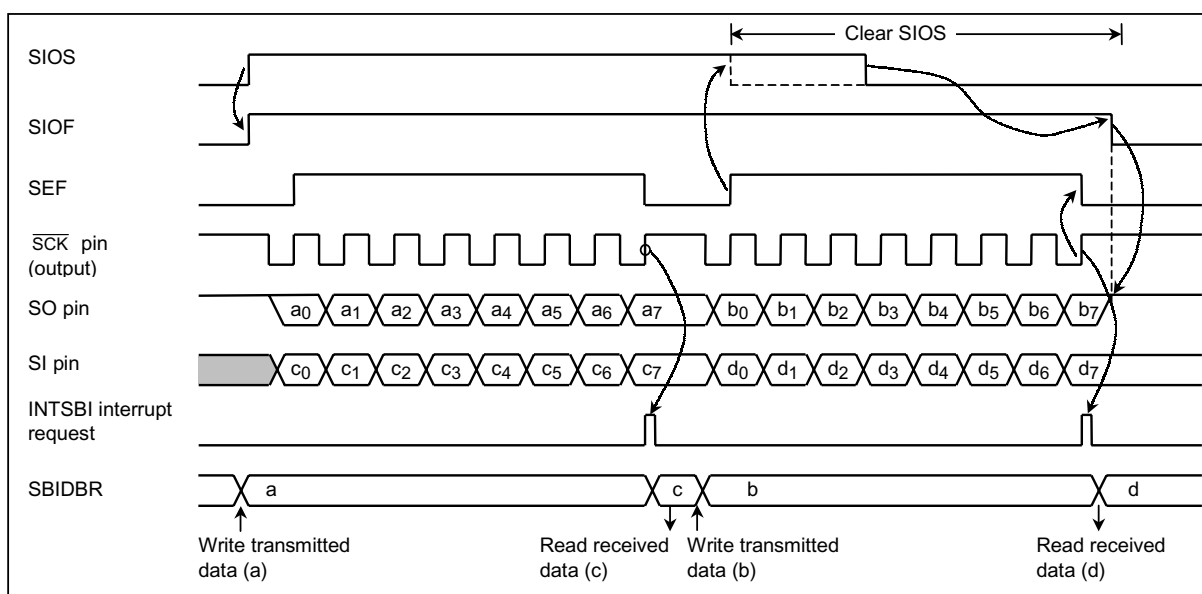 Clear SIOS
SIOS
SIOF
SEF
SCK pin
(output)
SO pin
a0 a1 a2 a3 a4 a5 a6 a7 b0 b1 b2 b3 b4 b5 b6 b7
SI pin
c0 c1 c2 c3 c4 c5 c6 c7 d0 d1 d2 d3 d4 d5 d6 d7
INTSBI interrupt
request
SBIDBR
a c b d
Write transmitted
data (a)
Read received
data (c)
Write transmitted
data (b)
Read received
data (d)